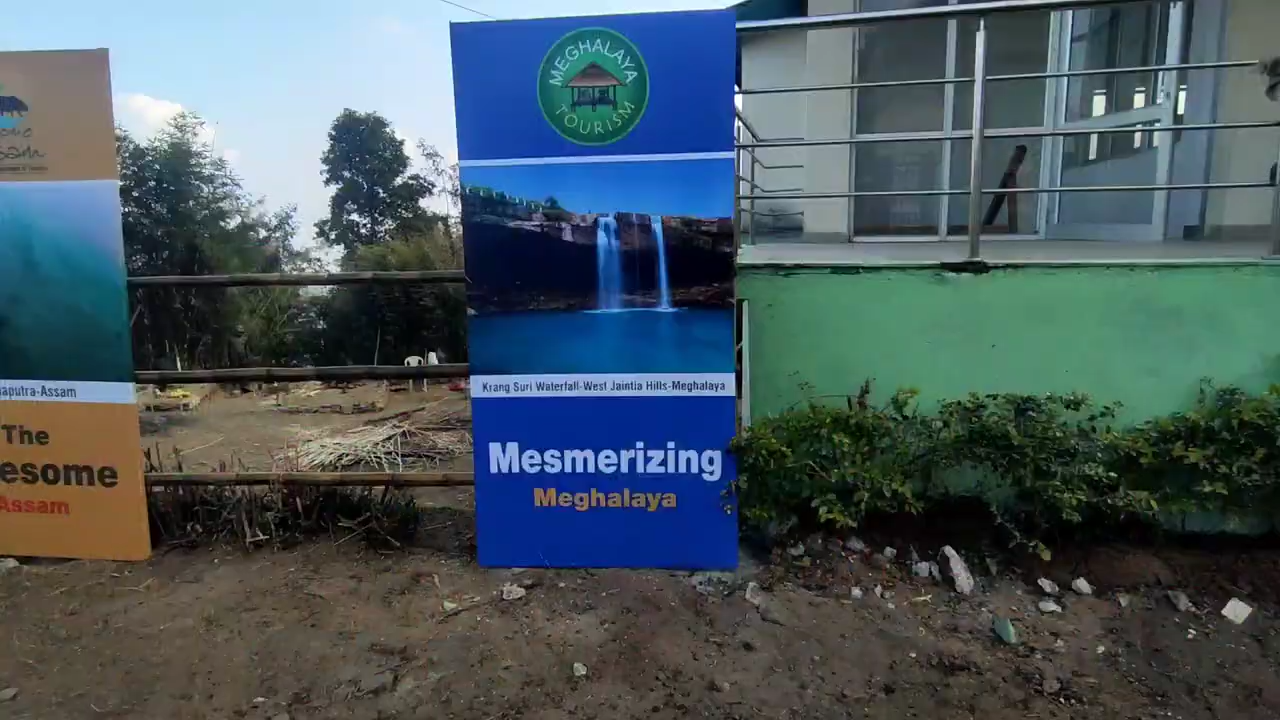 aputra-Assam
The
esome
Assam
MEGHALAYA
TOURISM
Krang Suri Waterfall-West Jaintia Hills-Meghalaya
Mesmerizing
Meghalaya